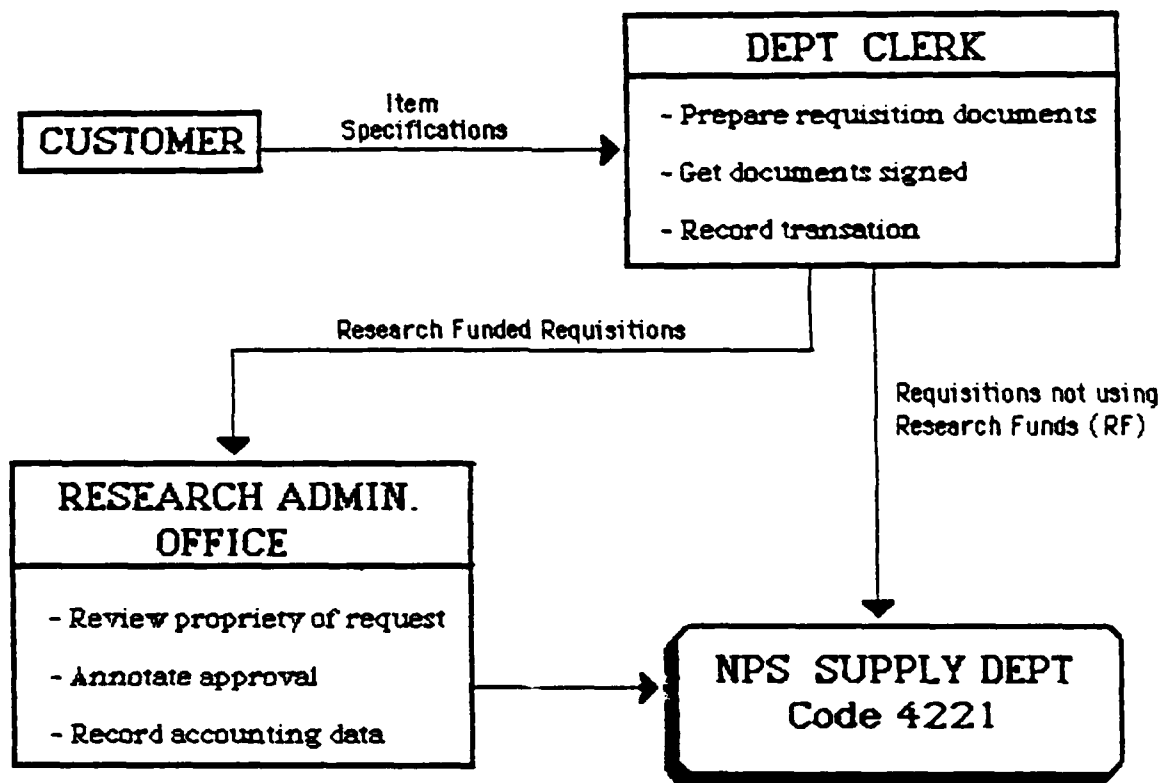 DEPT CLERK
- Prepare requisition documents
- Get documents signed
- Record transation
Item
Specifications
CUSTOMER
Research Funded Requisitions
Requisitions not using
Research Funds (RF)
RESEARCH ADMIN.
OFFICE
- Review propriety of request
- Annotate approval
- Record accounting data
NPS SUPPLY DEPT
Code 4221